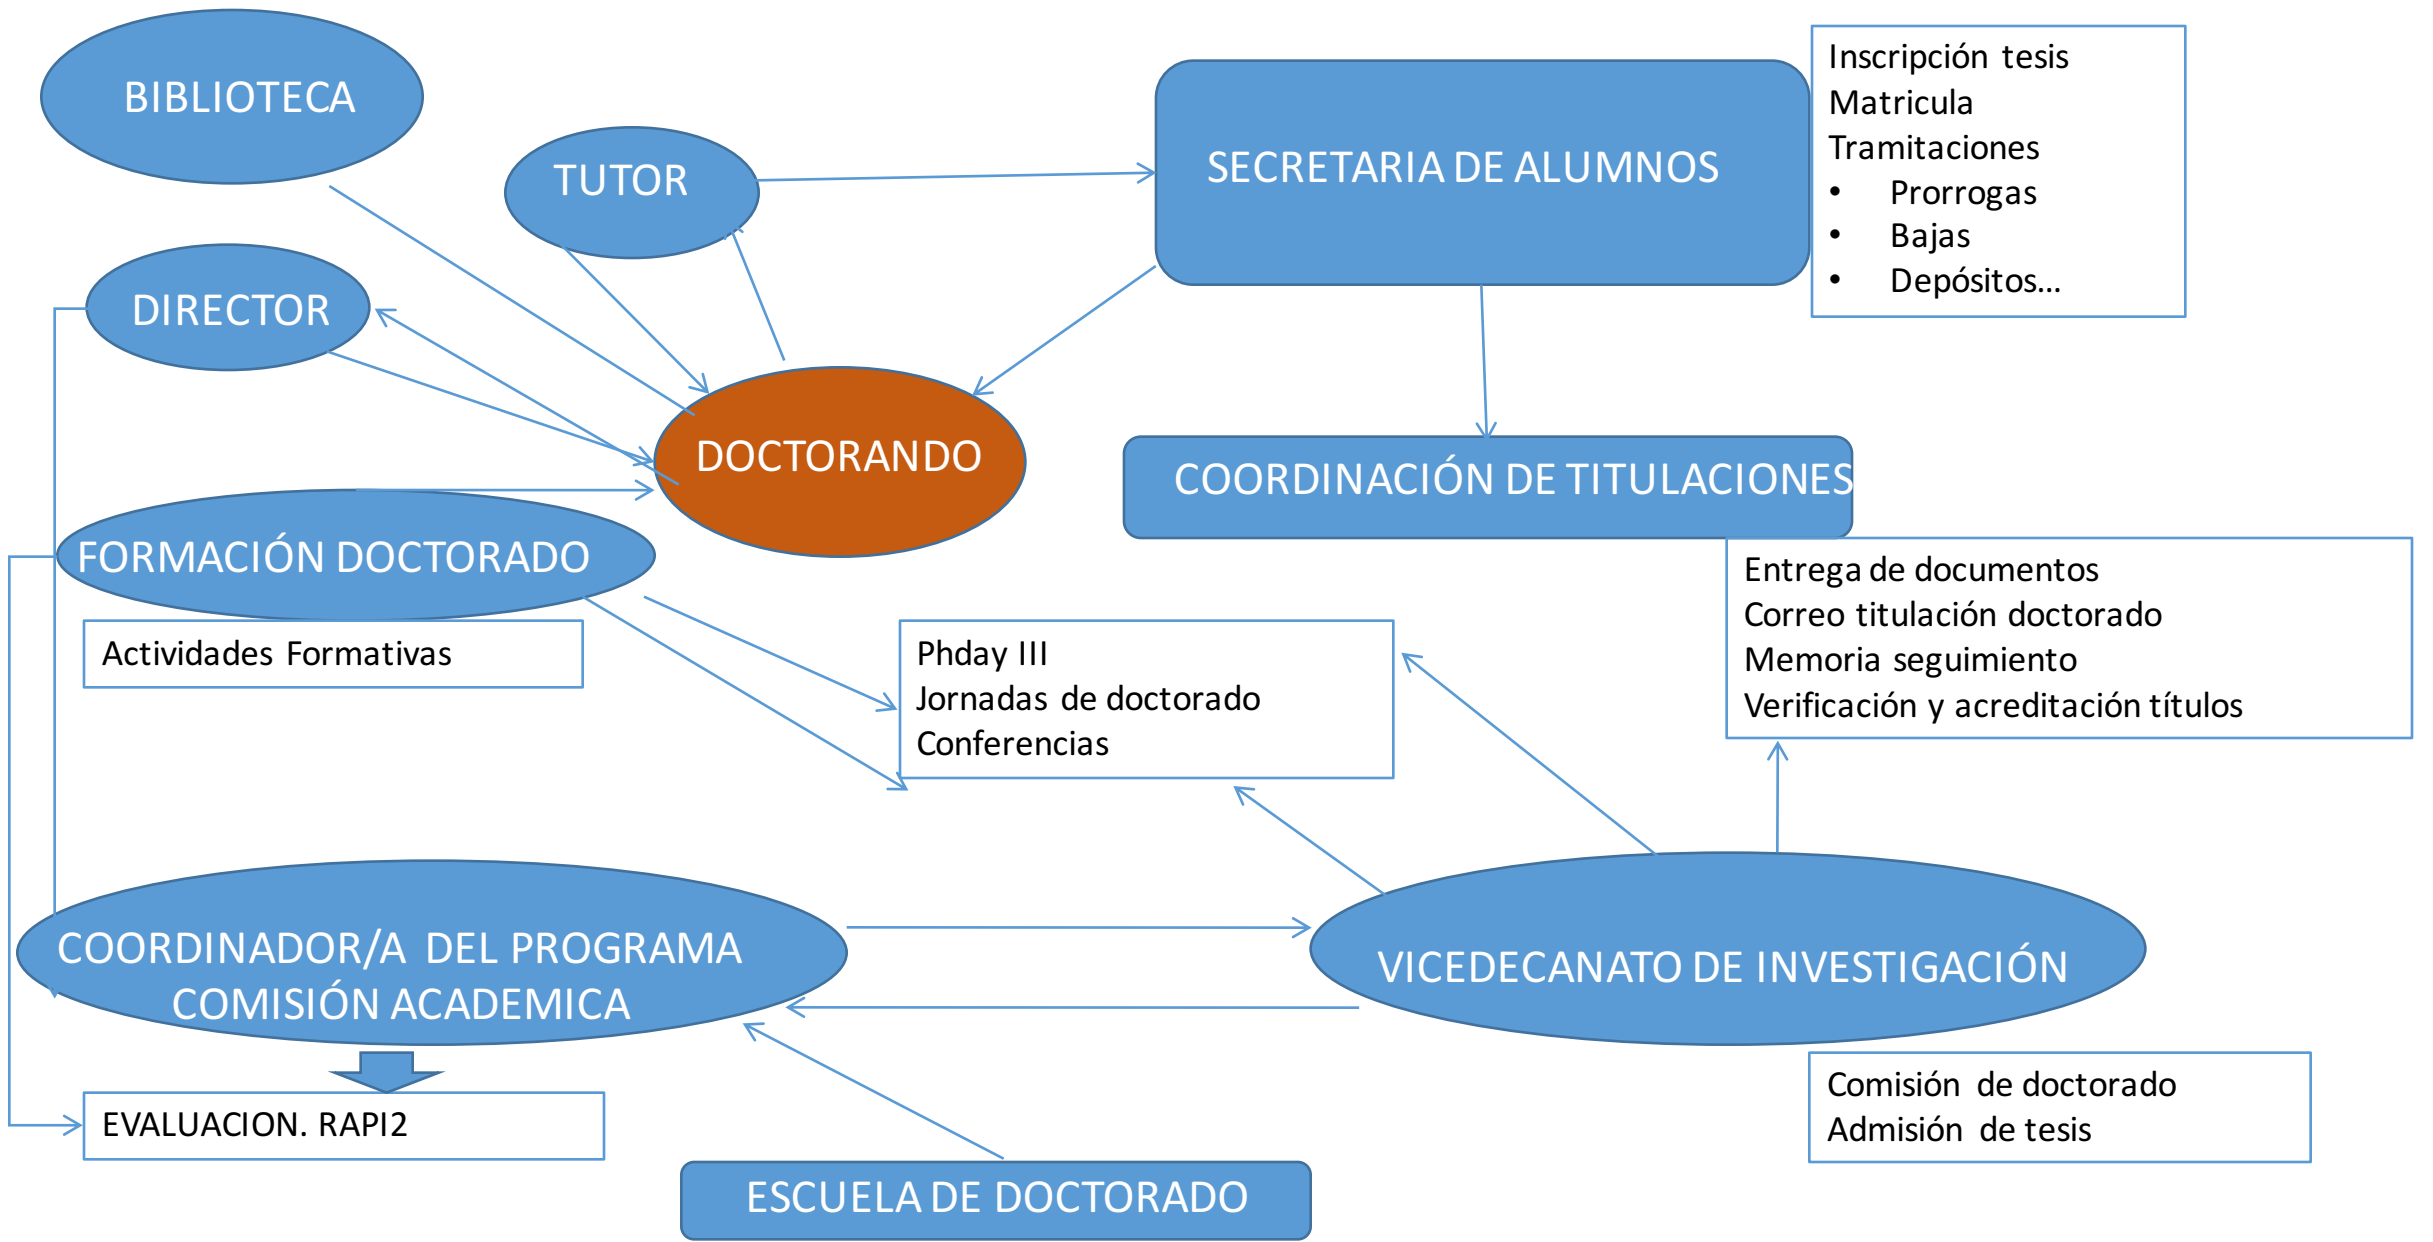 BIBLIOTECA
TUTOR
SECRETARIA DE ALUMNOS
Inscripción tesis
Matricula
Tramitaciones
• Prorrogas
• Bajas
• Depósitos...
DIRECTOR
DOCTORANDO
COORDINACIÓN DE TITULACIONES
FORMACIÓN DOCTORADO
Entrega de documentos
Correo titulación doctorado
Memoria seguimiento
Verificación y acreditación títulos
Actividades Formativas
Phday III
Jornadas de doctorado
Conferencias
COORDINADOR/A DEL PROGRAMA
COMISIÓN ACADEMICA
VICEDECANATO DE INVESTIGACIÓN
Comisión de doctorado
Admisión de tesis
EVALUACION. RAPI2
ESCUELA DE DOCTORADO